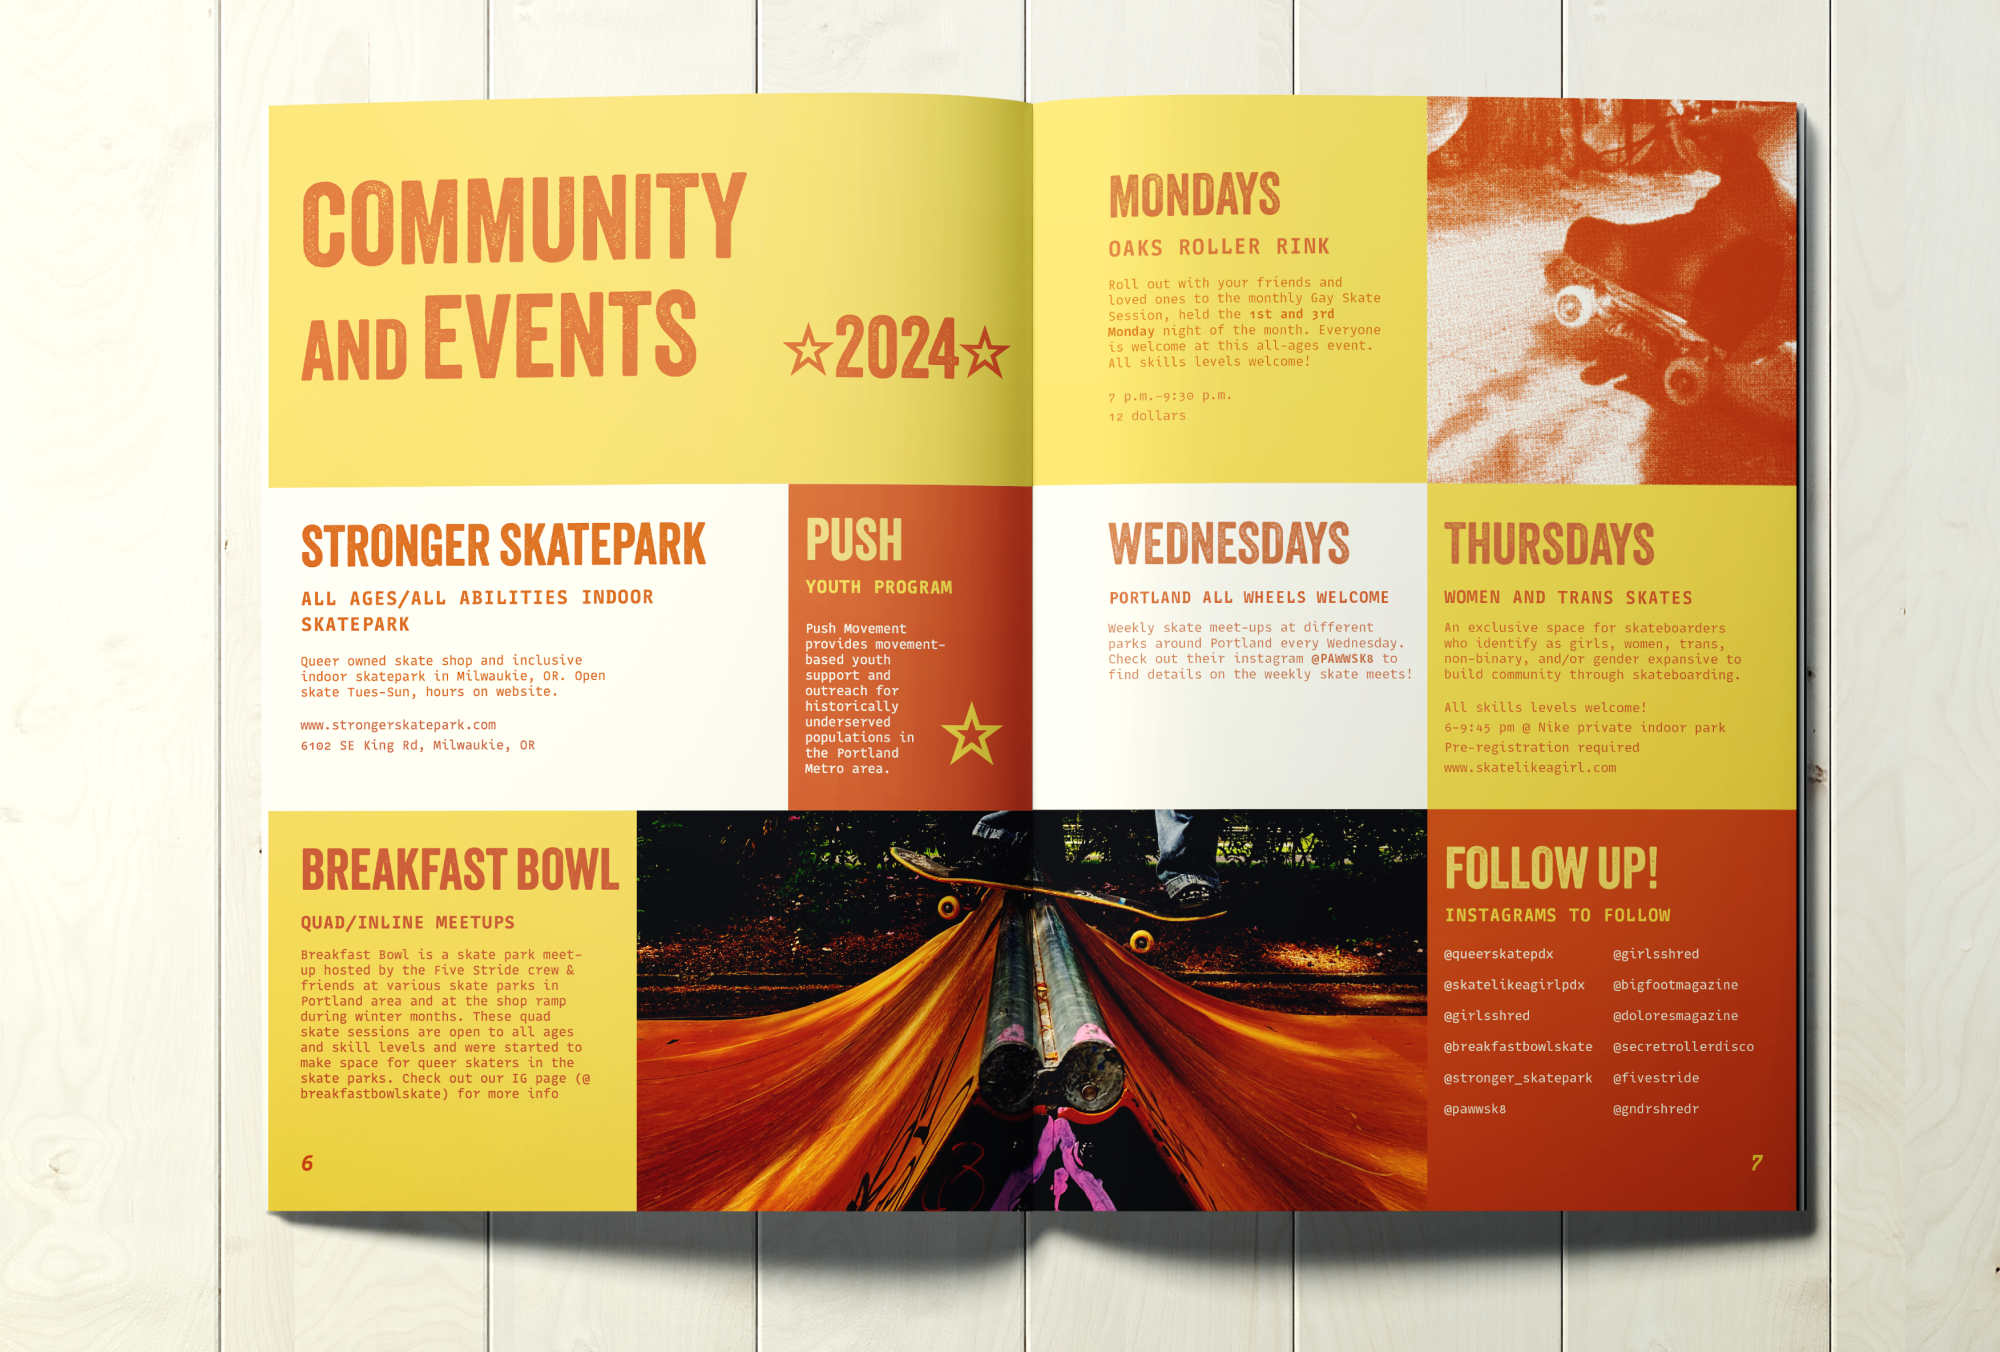 COMMUNITY
AND EVENTS
☆2024☆
STRONGER SKATEPARK
ALL AGES/ALL ABILITIES INDOOR
SKATEPARK
Queer owned skate shop and inclusive
indoor skatepark in Milwaukie, OR. Open
skate Tues-Sun, hours on website.
www.strongerskatepark.com
6102 SE King Rd, Milwaukie, OR
PUSH
YOUTH PROGRAM
Push Movement
provides movement-
based youth
support and
outreach for
historically
underserved
populations in
the Portland
Metro area.
BREAKFAST BOWL
QUAD/INLINE MEETUPS
Breakfast Bowl is a skate park meet-
up hosted by the Five Stride crew &
friends at various skate parks in
Portland area and at the shop ramp
during winter months. These quad
skate sessions are open to all ages
and skill levels and were started to
make space for queer skaters in the
skate parks. Check out our IG page (@
breakfastbowlskate) for more info
6
MONDAYS
OAKS ROLLER RINK
Roll out with your friends and
loved ones to the monthly Gay Skate
Session, held the 1st and 3rd
Monday night of the month. Everyone
is welcome at this all-ages event.
All skills levels welcome!
7 p.m.–9:30 p.m.
12 dollars
WEDNESDAYS
PORTLAND ALL WHEELS WELCOME
Weekly skate meet-ups at different
parks around Portland every Wednesday.
Check out their instagram @PAWWSK8 to
find details on the weekly skate meets!
THURSDAYS
WOMEN AND TRANS SKATES
An exclusive space for skateboarders
who identify as girls, women, trans,
non-binary, and/or gender expansive to
build community through skateboarding.
All skills levels welcome!
6-9:45 pm @ Nike private indoor park
Pre-registration required
www.skatelikeagirl.com
FOLLOW UP!
INSTAGRAMS TO FOLLOW
@queerskatepdx
@skatelikeagirlpdx
@girlsshred
@breakfastbowlskate
@stronger_skatepark
@pawwsk8
@girlsshred
@bigfootmagazine
@doloresmagazine
@secretrollerdisco
@fivestride
@gndrshredr
7